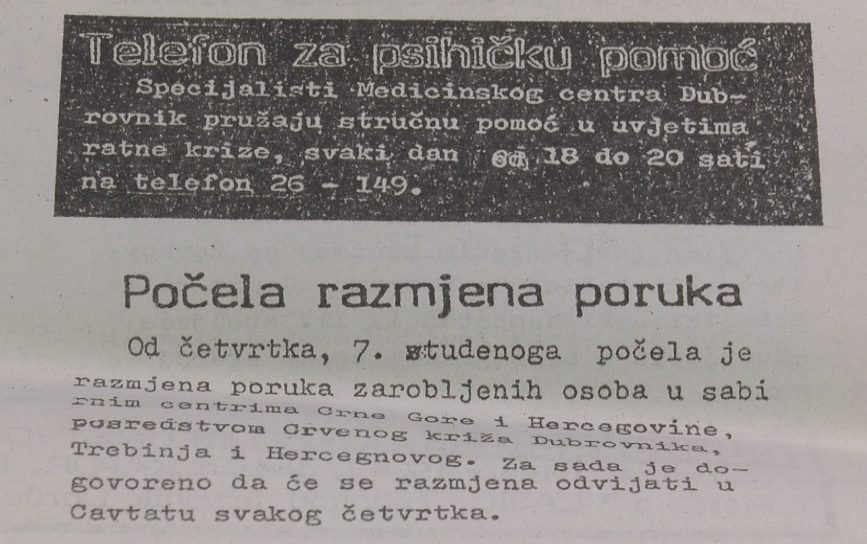 Telefon za psihičku pomoć
Specijalisti Medicinskog centra Dub-
rovnik pružaju stručnu pomoć u uvjetima
ratne krize, svaki dan od 18 do 20 sati
na telefon 26 - 149.
Počela razmjena poruka
Od četvrtka, 7. studenoga počela je
razmjena poruka zarobljenih osoba u sabi
rnim centrima Crne Gore i Hercegovine,
posredstvom Crvenog križa Dubrovnika,
Trebinja i Hercegnovog. Za sada je do-
govoreno da će se razmjena odvijati u
Cavtatu svakog četvrtka.